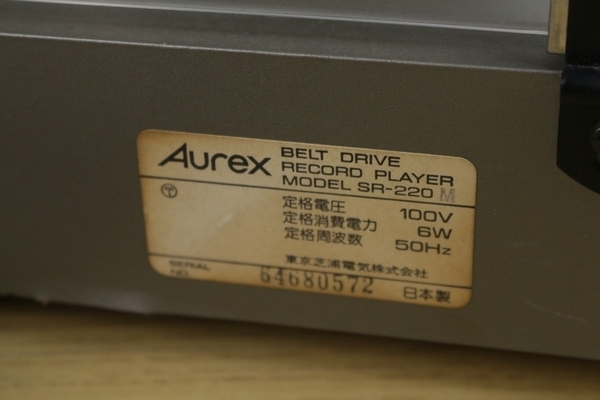 Aurex
BELT DRIVE
RECORD PLAYER
MODEL SR-220 M
定格電圧 100V
定格消費電力 6W
定格周波数 50Hz
東京芝浦電気株式会社
SERIAL
NO. 64680572 日本製